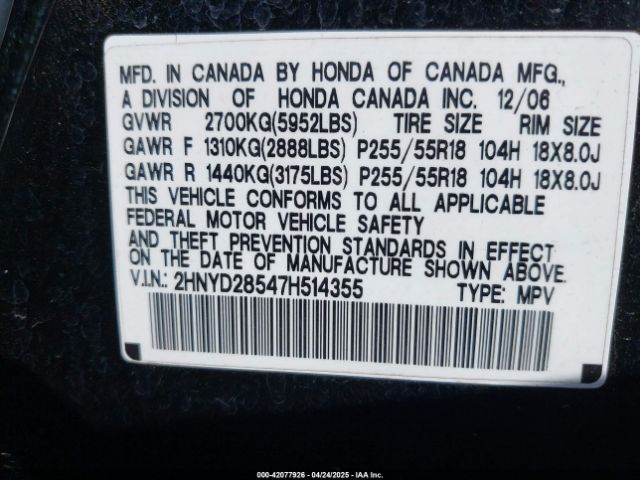 MFD. IN CANADA BY HONDA OF CANADA MFG.,
A DIVISION OF HONDA CANADA INC. 12/06
GVWR 2700KG(5952LBS) TIRE SIZE RIM SIZE
GAWR F 1310KG(2888LBS) P255/55R18 104H 18X8.0J
GAWR R 1440KG(3175LBS) P255/55R18 104H 18X8.0J
THIS VEHICLE CONFORMS TO ALL APPLICABLE
FEDERAL MOTOR VEHICLE SAFETY
AND THEFT PREVENTION STANDARDS IN EFFECT
ON THE DATE OF MANUFACTURE SHOWN ABOVE.
V.I.N.: 2HNYD28547H514355 TYPE: MPV
000-42077926 - 04/24/2025 - IAAI.COM